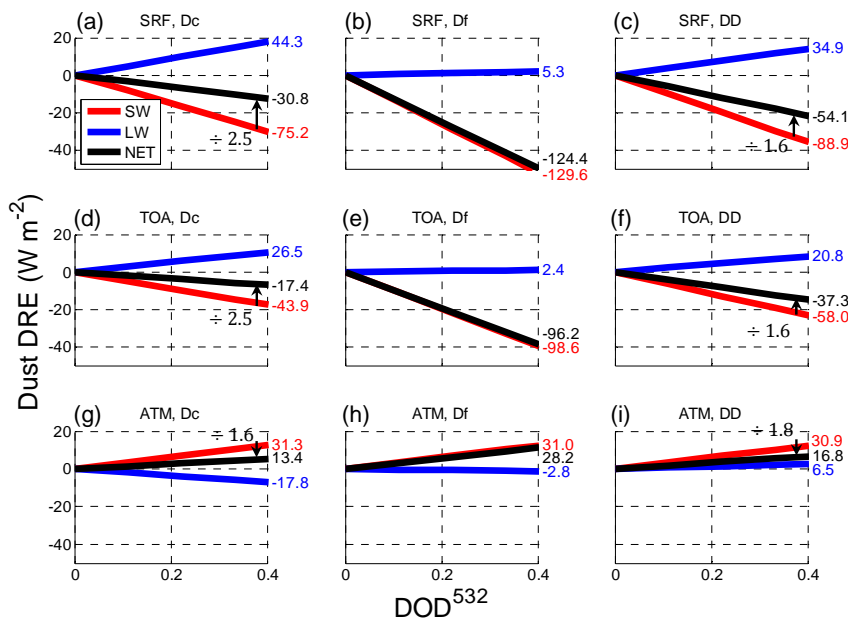 (a) SRF, Dc
(b) SRF, Df
(c) SRF, DD
20
0
-20
-40
44.3
-30.8
-75.2
÷ 2.5
SW
LW
NET
5.3
-124.4
-129.6
34.9
-54.1
-88.9
÷ 1.6
(d) TOA, Dc
(e) TOA, Df
(f) TOA, DD
Dust DRE (W m-2)
20
0
-20
-40
26.5
-17.4
-43.9
÷ 2.5
2.4
-96.2
-98.6
20.8
-37.3
-58.0
÷ 1.6
(g) ATM, Dc
(h) ATM, Df
(i) ATM, DD
20
0
-20
-40
÷ 1.6
31.3
13.4
-17.8
31.0
28.2
-2.8
÷ 1.8
30.9
16.8
6.5
0 0.2 0.4
0 0.2 0.4
0 0.2 0.4
DOD532